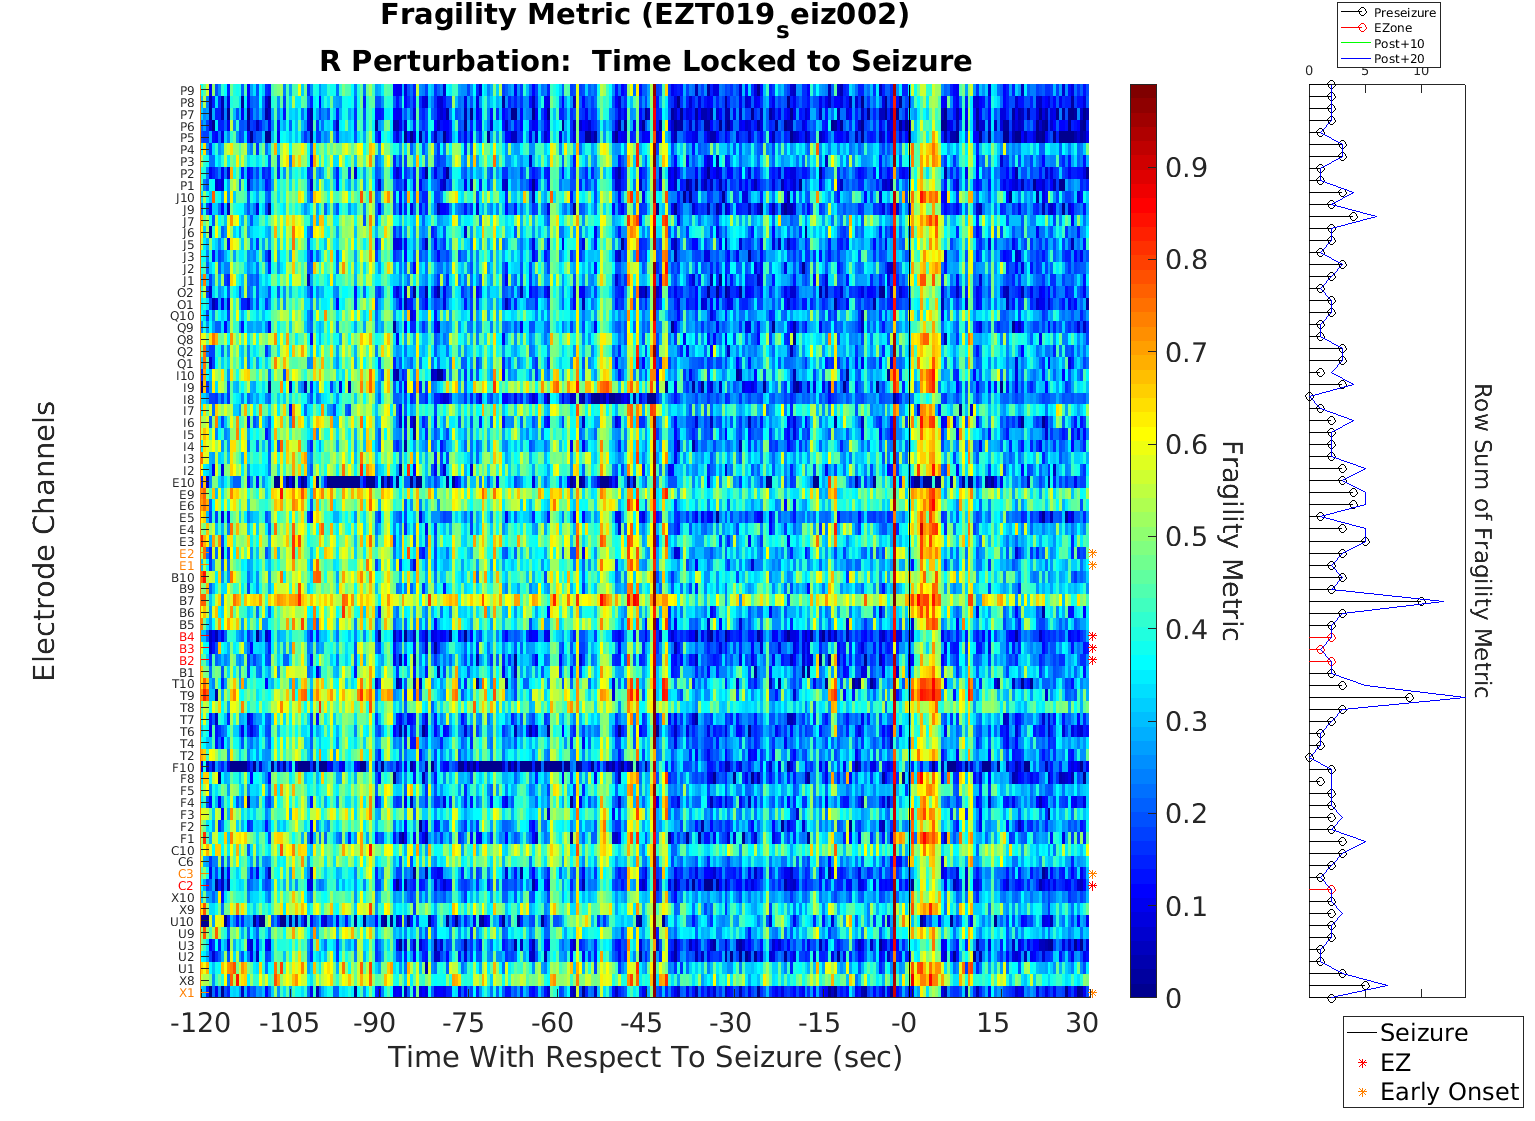 Fragility Metric (EZT019seiz002)
R Perturbation:  Time Locked to Seizure
Electrode Channels
P9
P8
P7
P6
P5
P4
P3
P2
P1
J10
J9
J7
J6
J5
J3
J2
J1
O2
O1
Q10
Q9
Q8
Q2
Q1
I10
I9
I8
I7
I6
I5
I4
I3
I2
E10
E9
E6
E5
E4
E3
E2
E1
B10
B9
B7
B6
B5
B4
B3
B2
B1
T10
T9
T8
T7
T6
T4
T2
F10
F8
F5
F4
F3
F2
F1
C10
C6
C3
C2
X10
X9
U10
U9
U3
U2
U1
X8
X1
-120 -105 -90 -75 -60 -45 -30 -15 -0 15 30
Time With Respect To Seizure (sec)
0.9
0.8
0.7
0.6
0.5
0.4
0.3
0.2
0.1
0
Fragility Metric
Preseizure
EZone
Post+10
Post+20
0 5 10
Row Sum of Fragility Metric
Seizure
EZ
Early Onset